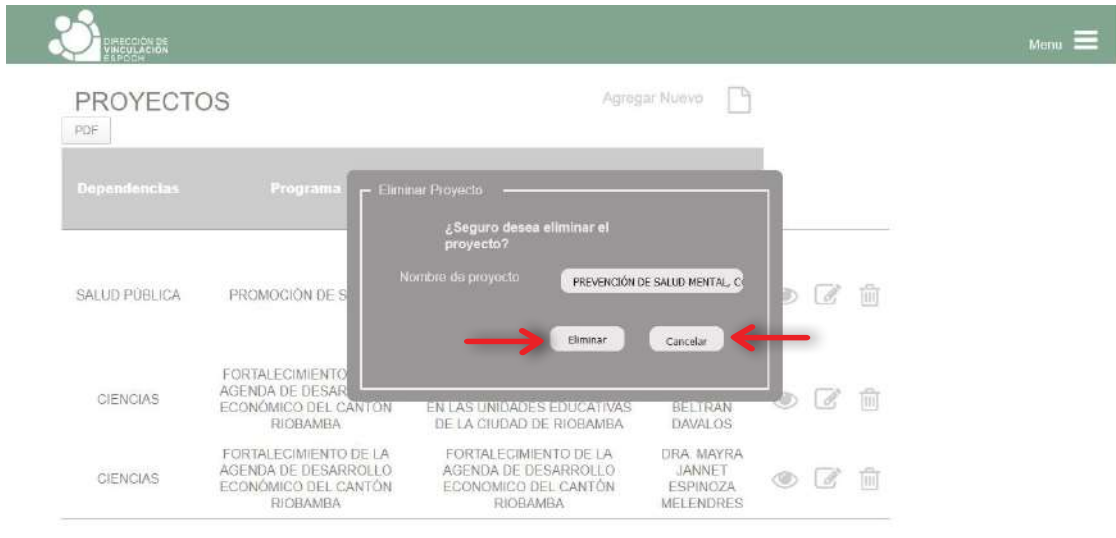 DIRECCIÓN DE
VINCULACIÓN
ESPOCH
Menu
PROYECTOS
Agregar Nuevo
PDF
Dependencias
Programa
Eliminar Proyecto
¿Seguro desea eliminar el
proyecto?
Nombre de proyecto
PREVENCIÓN DE SALUD MENTAL, C
Eliminar
Cancelar
SALUD PÚBLICA
PROMOCIÓN DE S
CIENCIAS
FORTALECIMIENTO
AGENDA DE DESAR
ECONÓMICO DEL CANTÓN
RIOBAMBA
EN LAS UNIDADES EDUCATIVAS
DE LA CIUDAD DE RIOBAMBA
BELTRAN
DAVALOS
CIENCIAS
FORTALECIMIENTO DE LA
AGENDA DE DESARROLLO
ECONÓMICO DEL CANTÓN
RIOBAMBA
FORTALECIMIENTO DE LA
AGENDA DE DESARROLLO
ECONOMICO DEL CANTÓN
RIOBAMBA
DRA. MAYRA
JANNET
ESPINOZA
MELENDRES